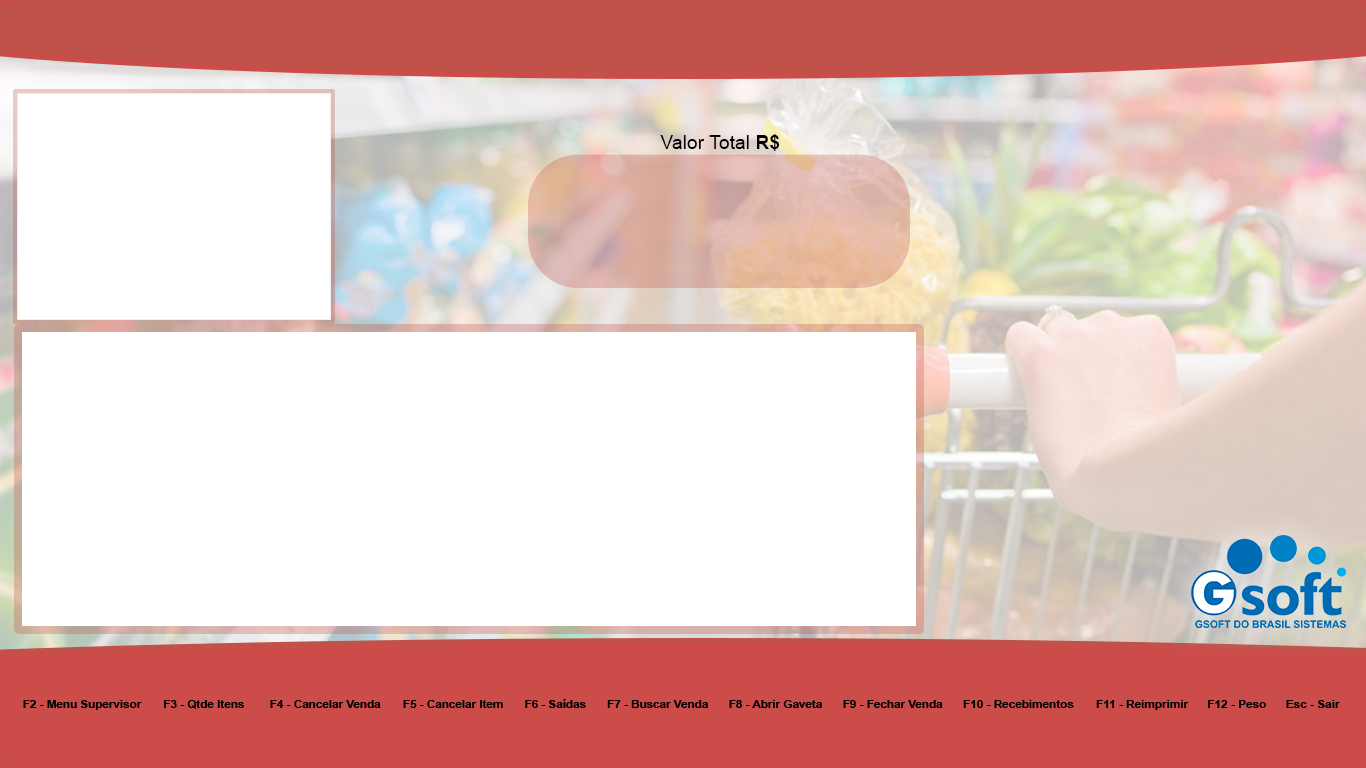 Valor Total R$
Gsoft
GSOFT DO BRASIL SISTEMAS
F2 - Menu Supervisor F3 - Qtde Itens F4 - Cancelar Venda F5 - Cancelar Item F6 - Saídas F7 - Buscar Venda F8 - Abrir Gaveta F9 - Fechar Venda F10 - Recebimentos F11 - Reimprimir F12 - Peso Esc - Sair